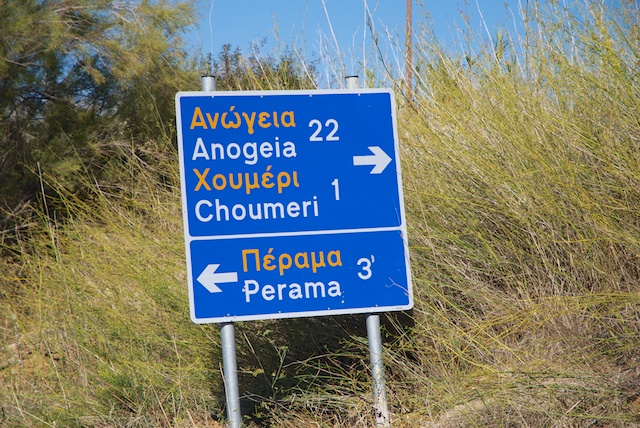 Ανώγεια
Anogeia 22
Χουμέρι
Choumeri 1
Πέραμα
Perama 3